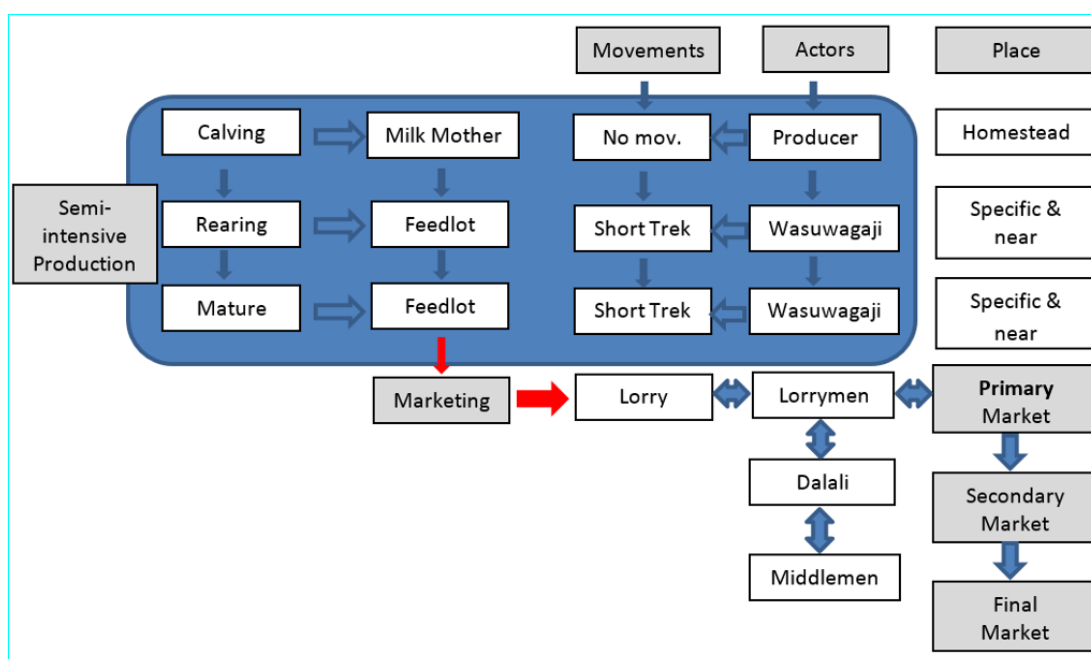 Movements
Actors
Place
Calving
Milk Mother
No mov.
Producer
Homestead
Semi-
intensive
Production
Rearing
Feedlot
Short Trek
Wasuwagaji
Specific &
near
Mature
Feedlot
Short Trek
Wasuwagaji
Specific &
near
Marketing
Lorry
Lorrymen
Primary
Market
Dalali
Secondary
Market
Middlemen
Final
Market